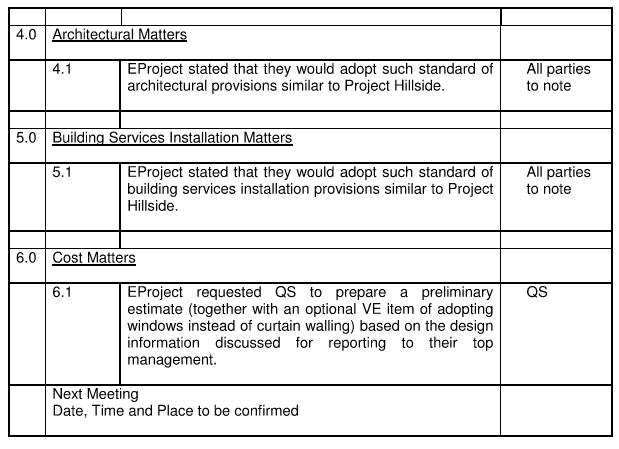 4.0 Architectural Matters
4.1 EProject stated that they would adopt such standard of All parties
architectural provisions similar to Project Hillside. to note
5.0 Building Services Installation Matters
5.1 EProject stated that they would adopt such standard of All parties
building services installation provisions similar to Project to note
Hillside.
6.0 Cost Matters
6.1 EProject requested QS to prepare a preliminary QS
estimate (together with an optional VE item of adopting
windows instead of curtain walling) based on the design
information discussed for reporting to their top
management.
Next Meeting
Date, Time and Place to be confirmed